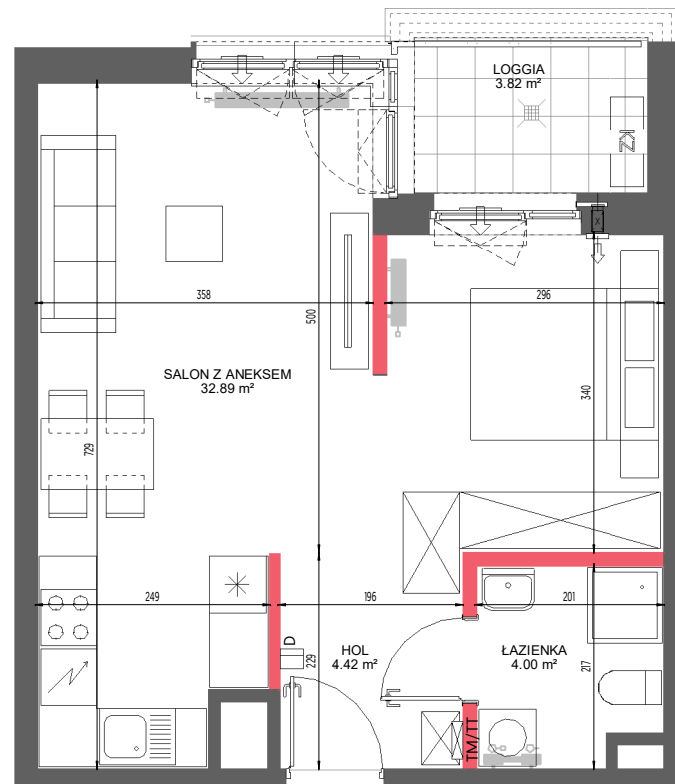 LOGGIA
3.82 m²
KZ
X
358
296
500
SALON Z ANEKSEM
32.89 m²
340
729
249
196
201
D
HOL
4.42 m²
229
ŁAZIENKA
4.00 m²
217
TM/TT